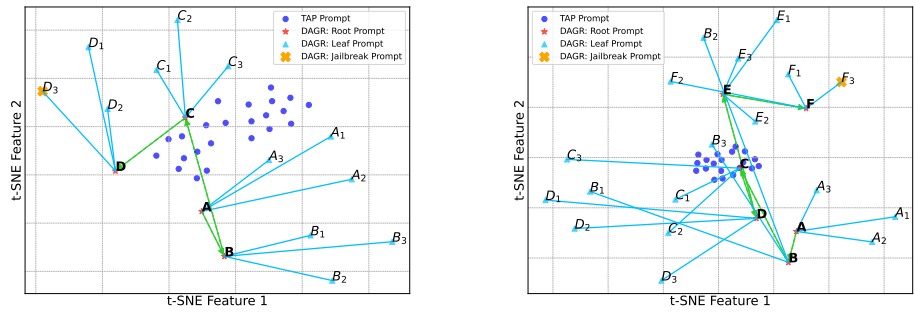 TAP Prompt
DAGR: Root Prompt
DAGR: Leaf Prompt
DAGR: Jailbreak Prompt
C₂
D₁
C₁
C₃
D₃
D₂
C
A₁
A₃
D
A₂
A
B₁
B₃
B
B₂
t-SNE Feature 2
t-SNE Feature 1
TAP Prompt
DAGR: Root Prompt
DAGR: Leaf Prompt
DAGR: Jailbreak Prompt
E₁
B₂
E₃
F₁
F₂
F₃
E
F
E₂
B₃
C₃
C
D₁
B₁
C₁
A₃
D
A₁
D₂
C₂
A
A₂
B
D₃
t-SNE Feature 2
t-SNE Feature 1